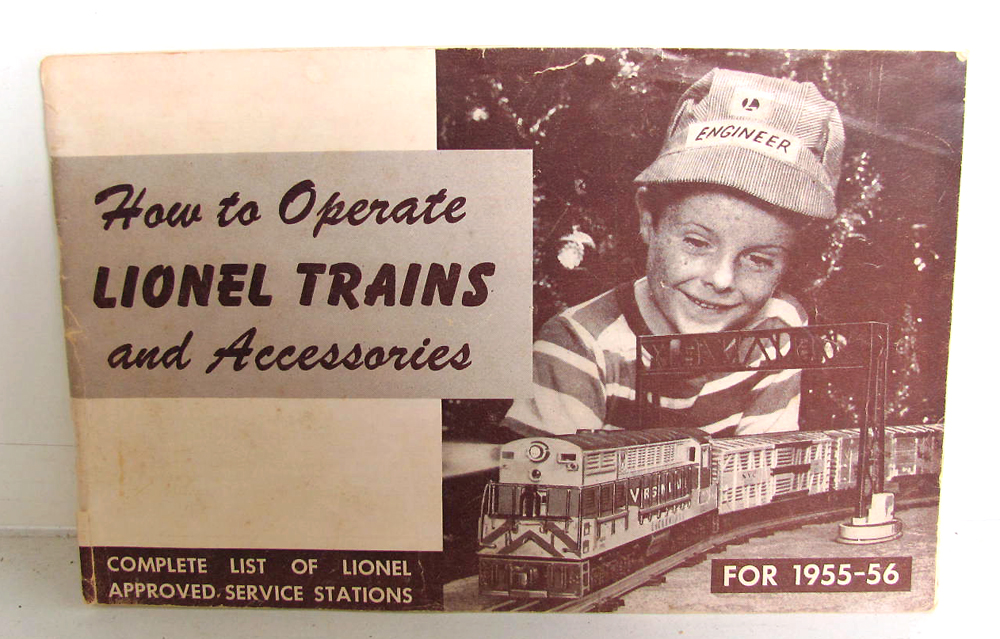 How to Operate
LIONEL TRAINS
and Accessories
ENGINEER
COMPLETE LIST OF LIONEL
APPROVED SERVICE STATIONS
FOR 1955-56